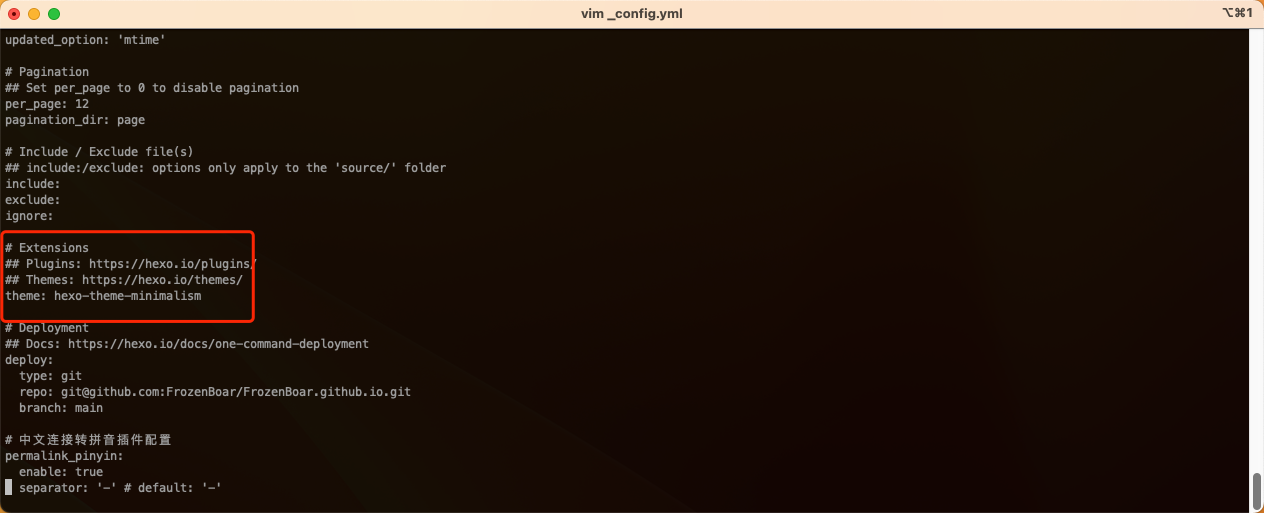 vim _config.yml
⌥⌘1
updated_option: 'mtime'
# Pagination
## Set per_page to 0 to disable pagination
per_page: 12
pagination_dir: page
# Include / Exclude file(s)
## include:/exclude: options only apply to the 'source/' folder
include:
exclude:
ignore:
# Extensions
## Plugins: https://hexo.io/plugins/
## Themes: https://hexo.io/themes/
theme: hexo-theme-minimalism
# Deployment
## Docs: https://hexo.io/docs/one-command-deployment
deploy:
  type: git
  repo: git@github.com:FrozenBoar/FrozenBoar.github.io.git
  branch: main
# 中文连接转拼音插件配置
permalink_pinyin:
  enable: true
  separator: '-' # default: '-'